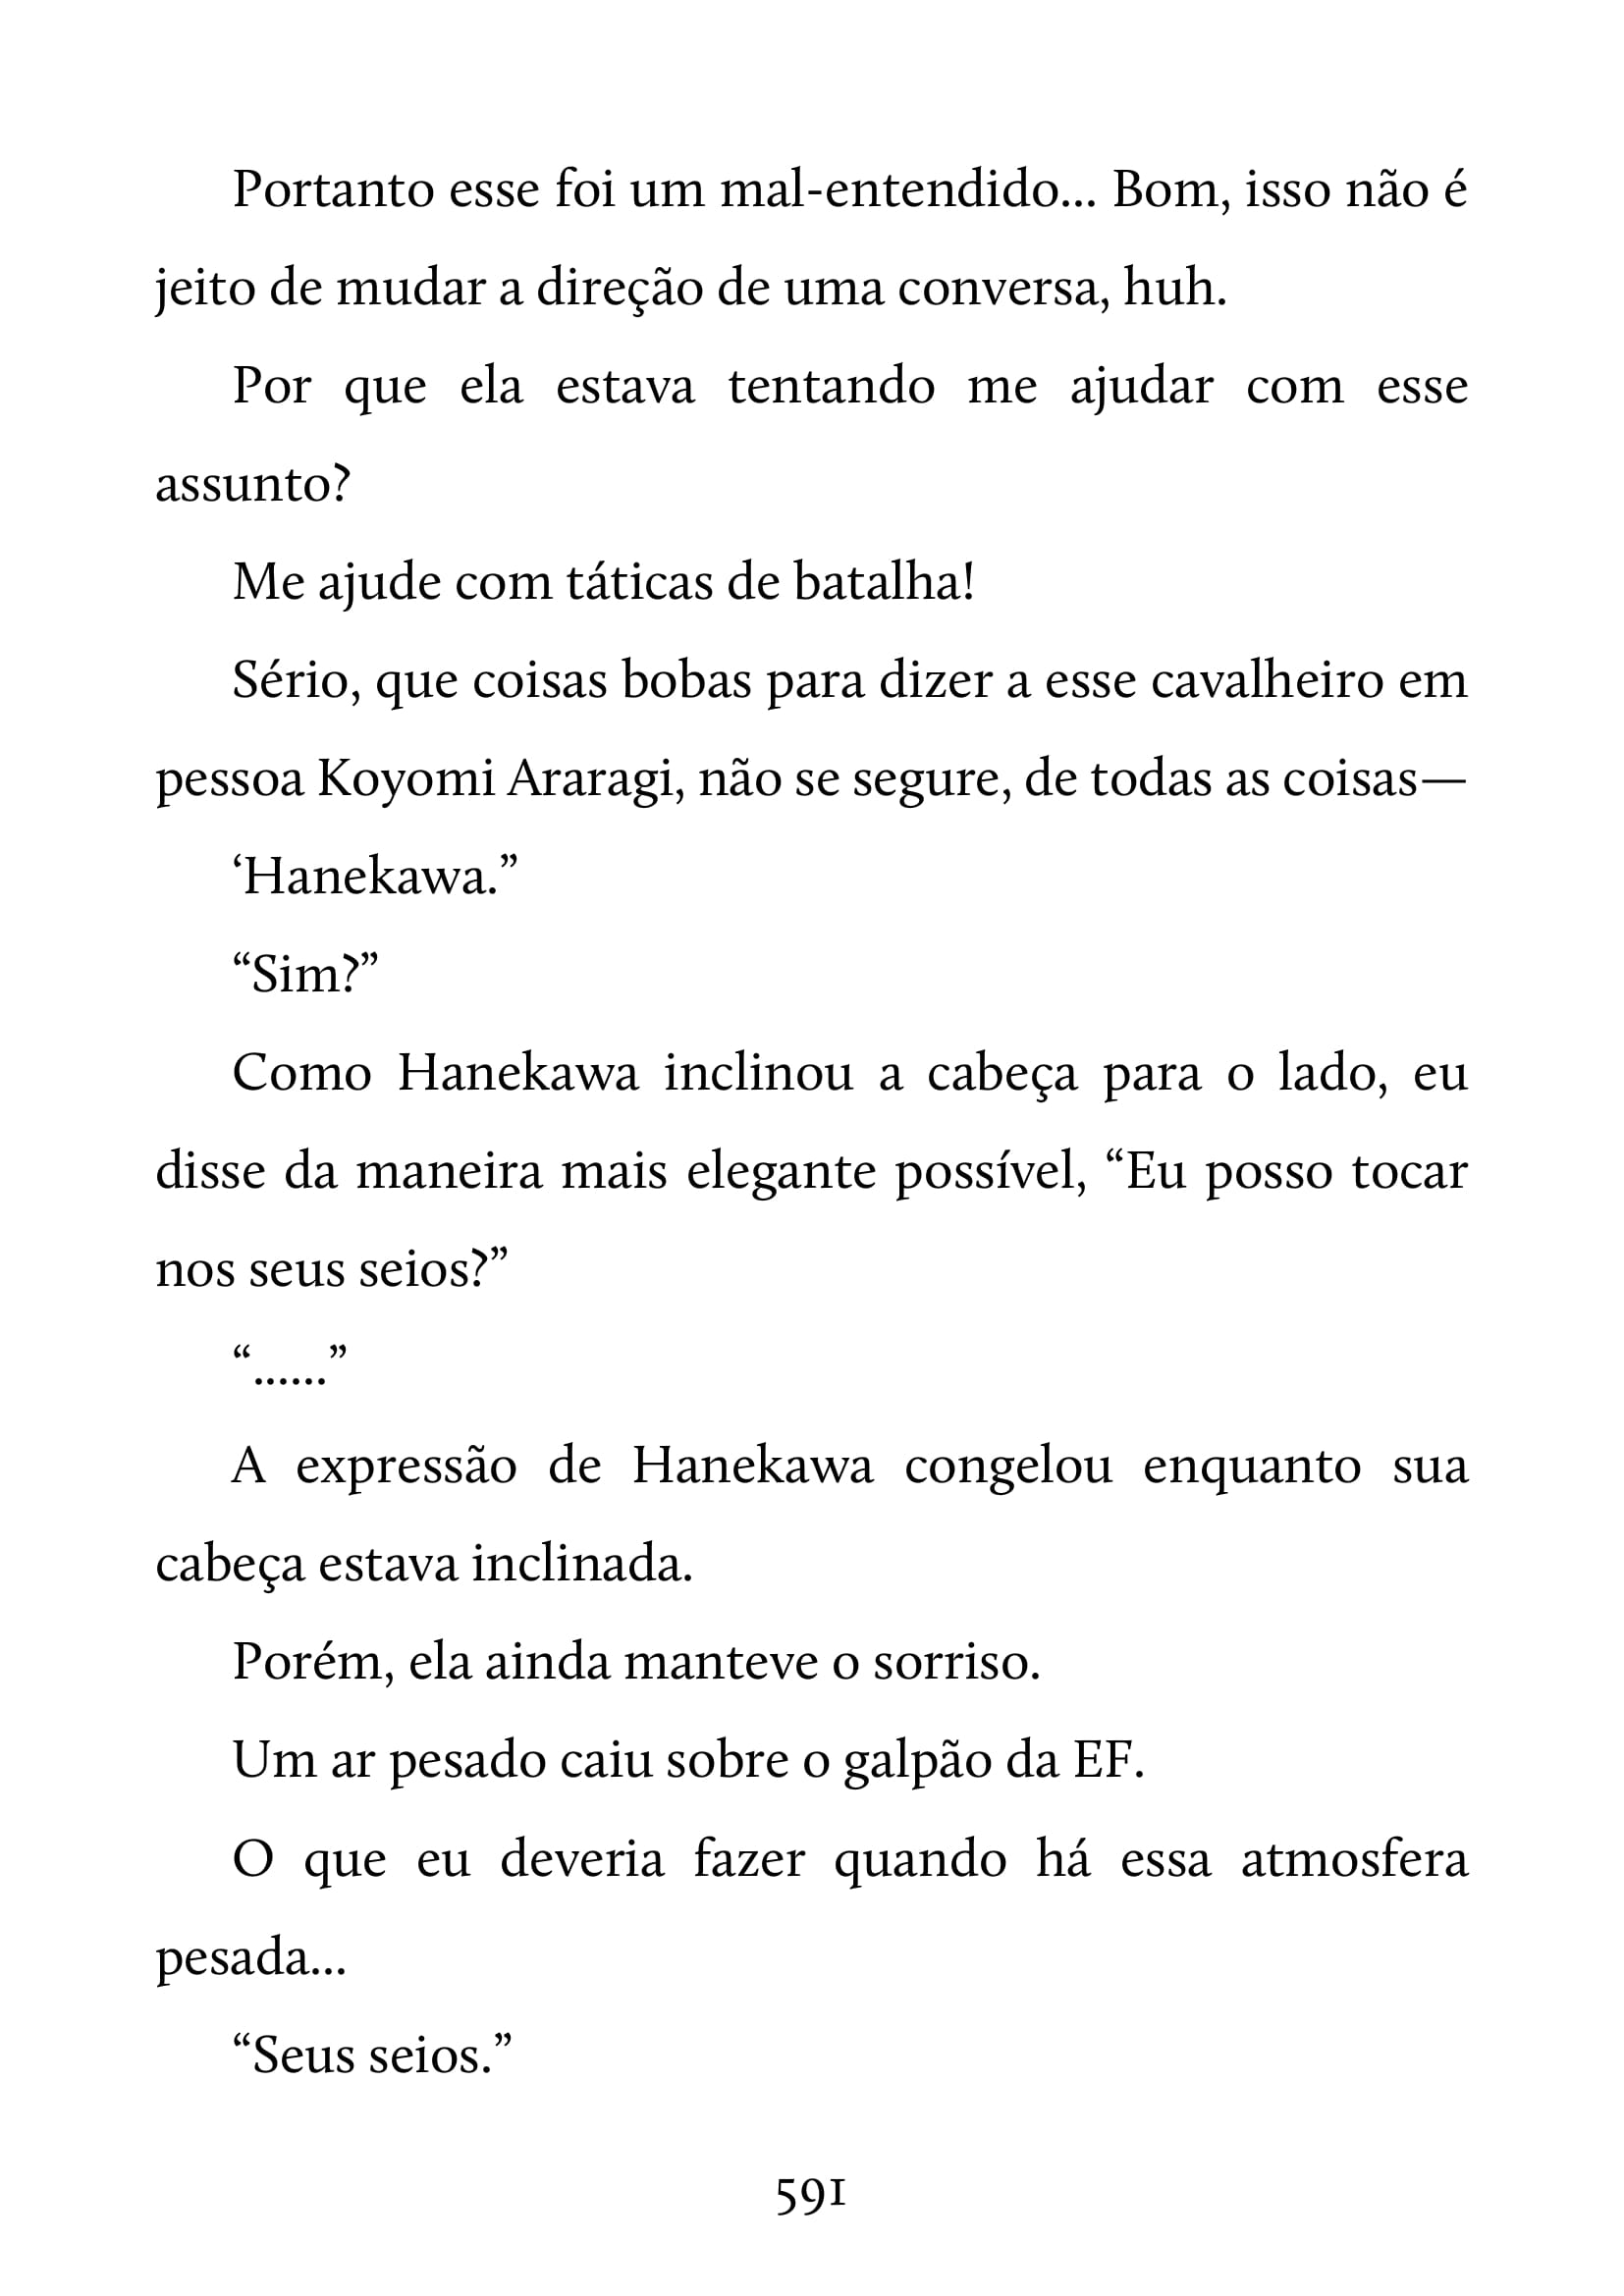 Portanto esse foi um mal-entendido... Bom, isso não é
jeito de mudar a direção de uma conversa, huh.
Por que ela estava tentando me ajudar com esse
assunto?
Me ajude com táticas de batalha!
Sério, que coisas bobas para dizer a esse cavalheiro em
pessoa Koyomi Araragi, não se segure, de todas as coisas—
‘Hanekawa.”
“Sim?”
Como Hanekawa inclinou a cabeça para o lado, eu
disse da maneira mais elegante possível, “Eu posso tocar
nos seus seios?”
“......”
A expressão de Hanekawa congelou enquanto sua
cabeça estava inclinada.
Porém, ela ainda manteve o sorriso.
Um ar pesado caiu sobre o galpão da EF.
O que eu deveria fazer quando há essa atmosfera
pesada...
“Seus seios.”
591